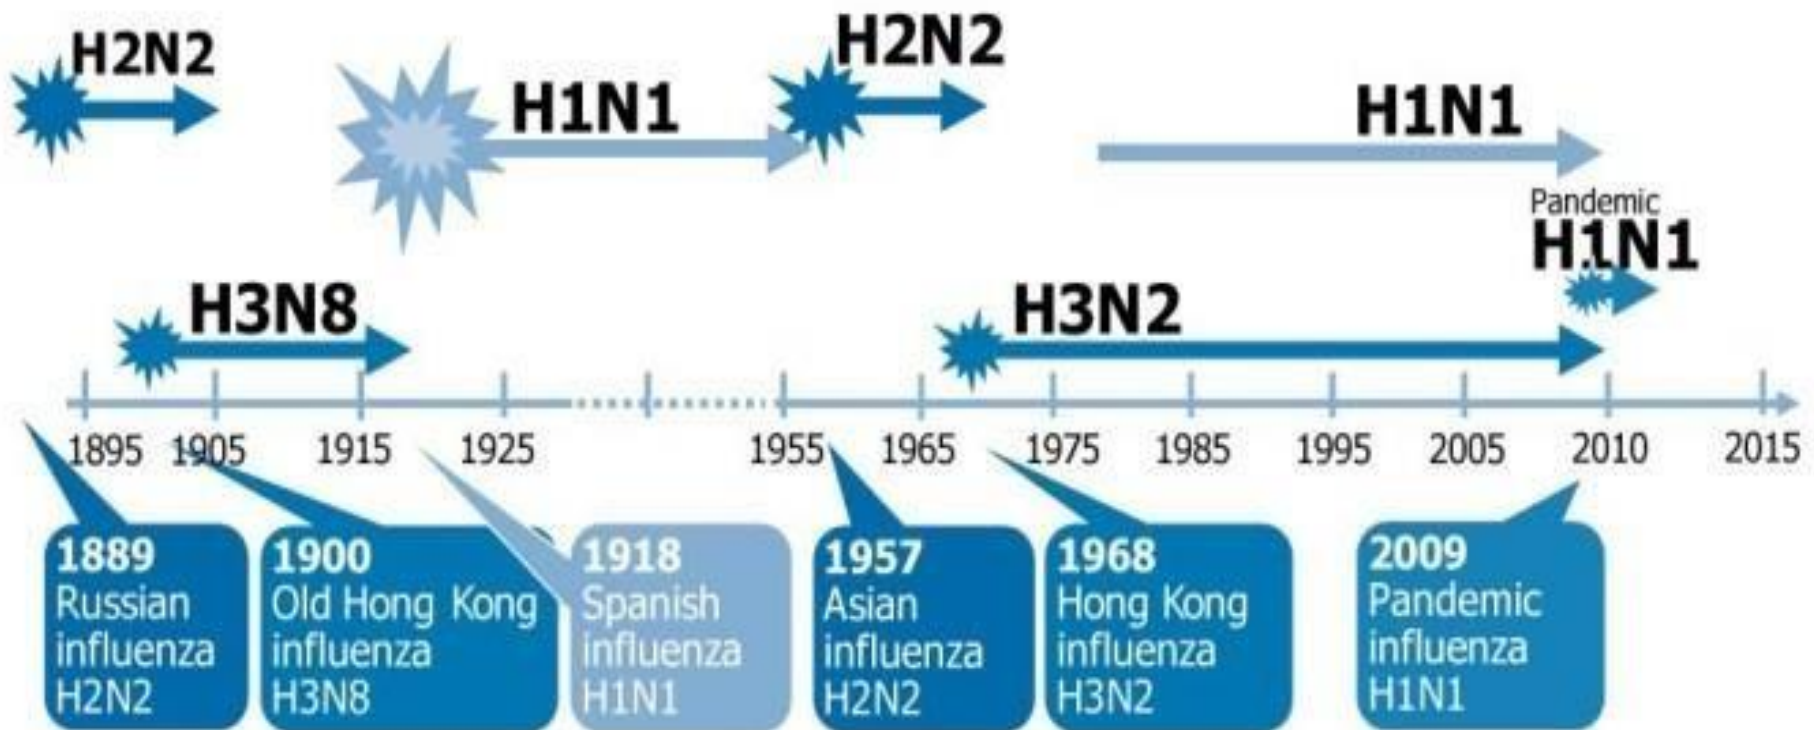 H2N2
H2N2
H1N1
H1N1
Pandemic
H1N1
H3N8
H3N2
1895 1905 1915 1925 1955 1965 1975 1985 1995 2005 2010 2015
1889
Russian
influenza
H2N2
1900
Old Hong Kong
influenza
H3N8
1918
Spanish
influenza
H1N1
1957
Asian
influenza
H2N2
1968
Hong Kong
influenza
H3N2
2009
Pandemic
influenza
H1N1